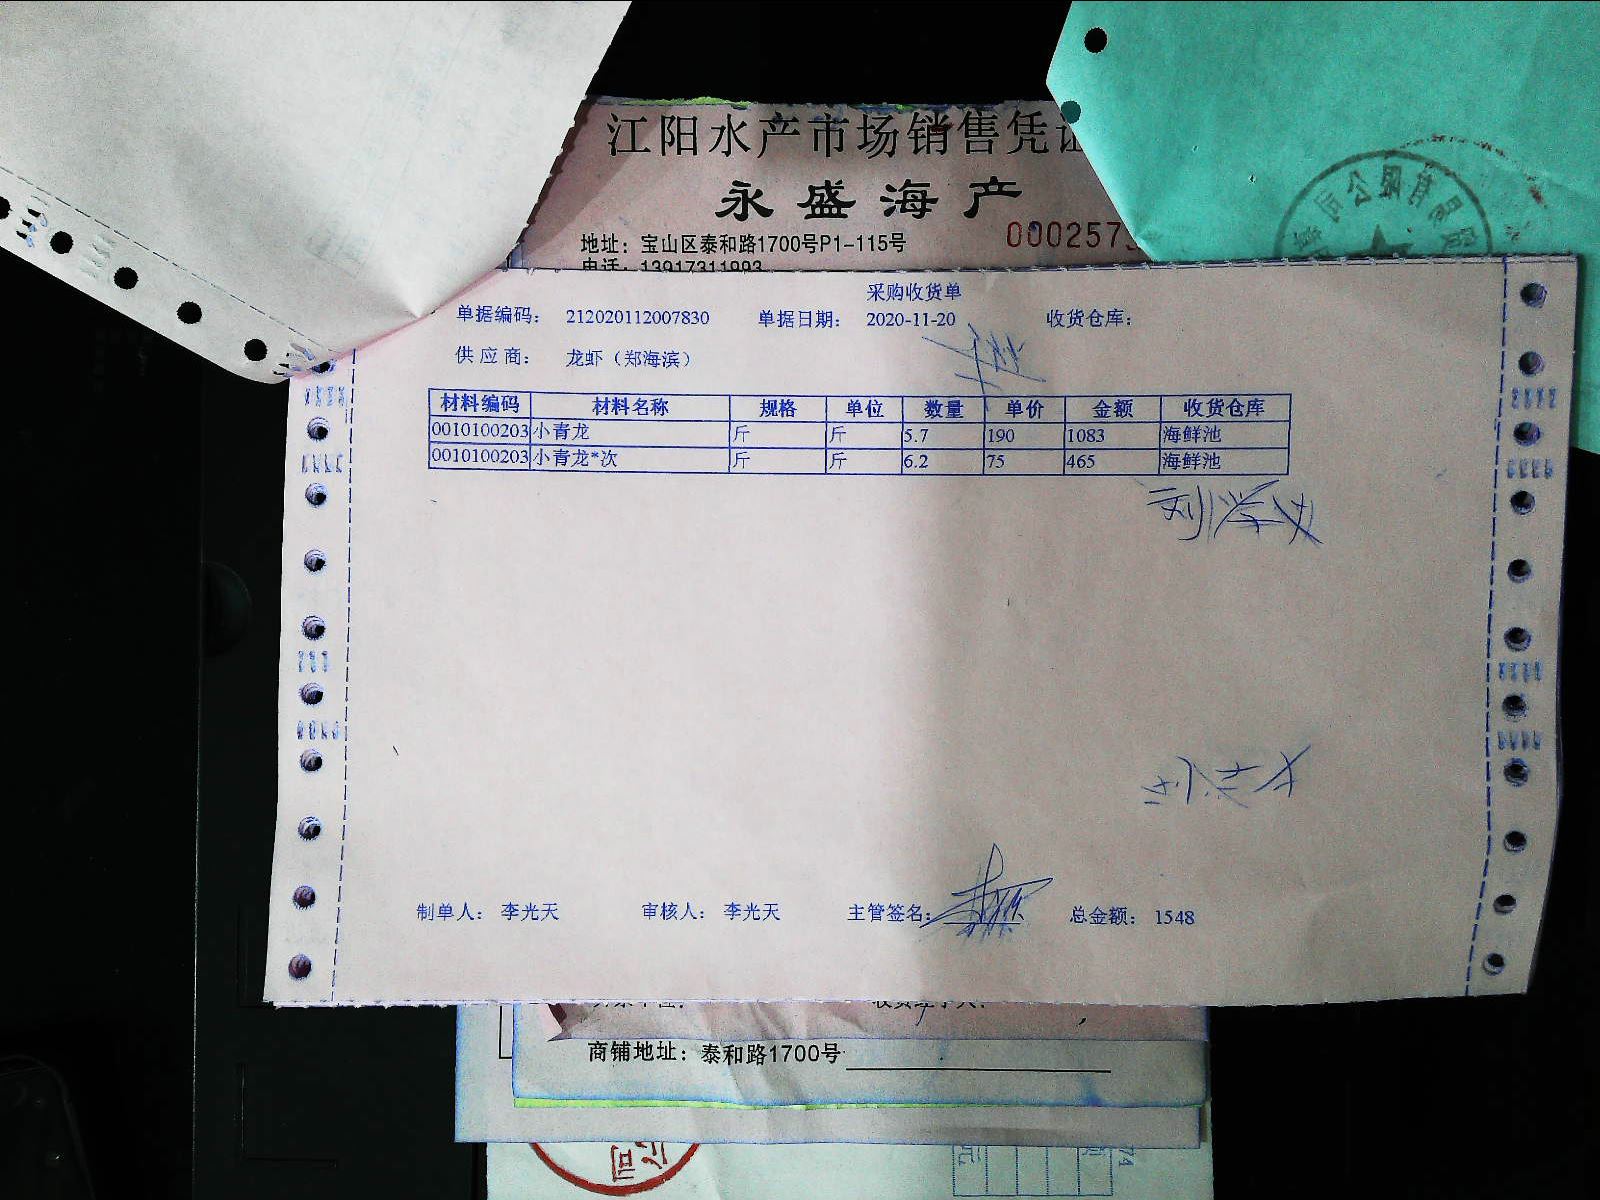 江阳水产市场销售凭
永盛海产
地址：宝山区泰和路1700号P1-115号
000257
电话：13917311993
采购收货单
单据编码： 212020112007830 单据日期： 2020-11-20 收货仓库：
供应商： 龙虾（郑海滨）
材料编码 材料名称 规格 单位 数量 单价 金额 收货仓库
0010100203 小青龙 斤 斤 5.7 190 1083 海鲜池
0010100203 小青龙*次 斤 斤 6.2 75 465 海鲜池
制单人： 李光天 审核人： 李光天 主管签名： 总金额： 1548
商铺地址：泰和路1700号